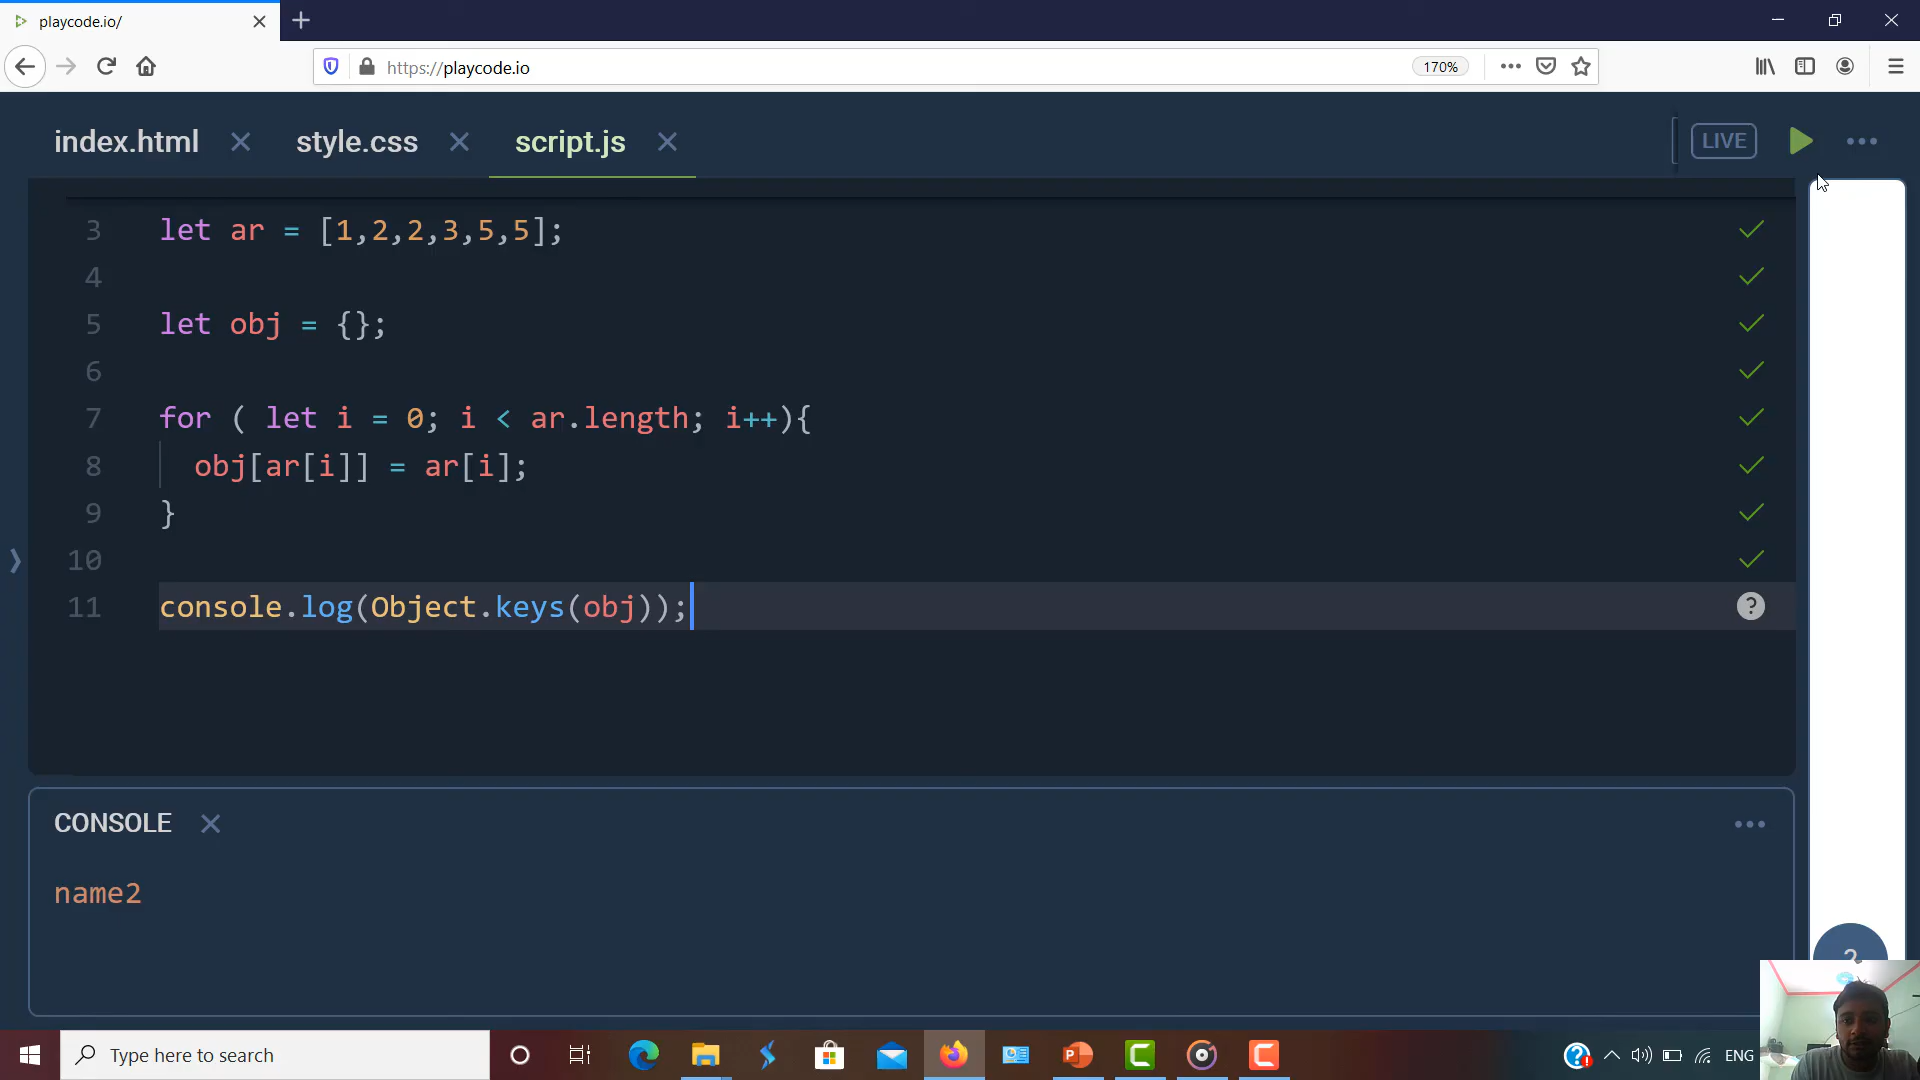 playcode.io/
https://playcode.io
170%
index.html
style.css
script.js
LIVE
3 let ar = [1,2,2,3,5,5];
4
5 let obj = {};
6
7 for ( let i = 0; i < ar.length; i++){
8 obj[ar[i]] = ar[i];
9 }
10
11 console.log(Object.keys(obj));
?
CONSOLE
name2
?
Type here to search
ENG